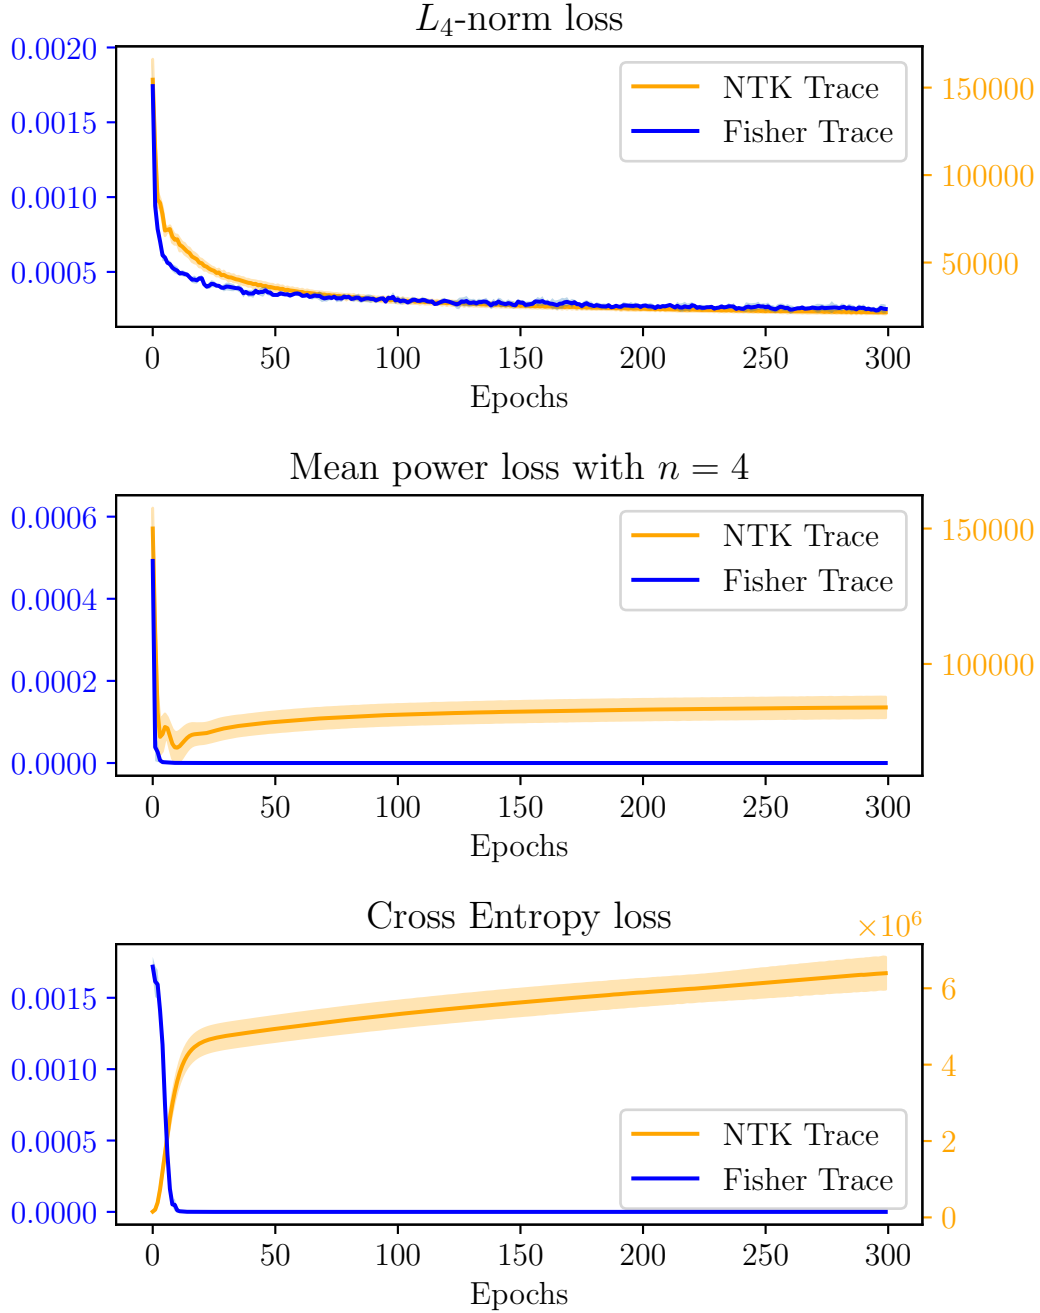 L₄-norm loss
0.0020
0.0015
0.0010
0.0005
150000
100000
50000
NTK Trace
Fisher Trace
0 50 100 150 200 250 300
Epochs
Mean power loss with n = 4
0.0006
0.0004
0.0002
0.0000
150000
100000
NTK Trace
Fisher Trace
0 50 100 150 200 250 300
Epochs
Cross Entropy loss
×10⁶
0.0015
0.0010
0.0005
0.0000
6
4
2
0
NTK Trace
Fisher Trace
0 50 100 150 200 250 300
Epochs